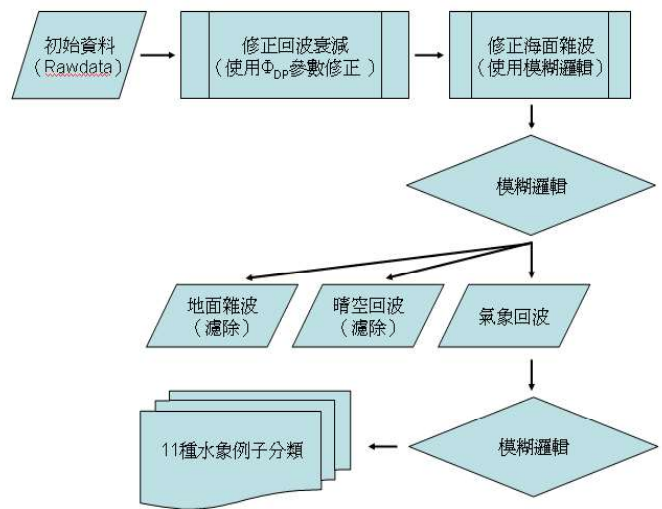 初始資料
（Rawdata）
修正回波衰減
（使用ΦDP參數修正）
修正海面雜波
（使用模糊邏輯）
模糊邏輯
地面雜波
（濾除）
晴空回波
（濾除）
氣象回波
模糊邏輯
11種水象例子分類